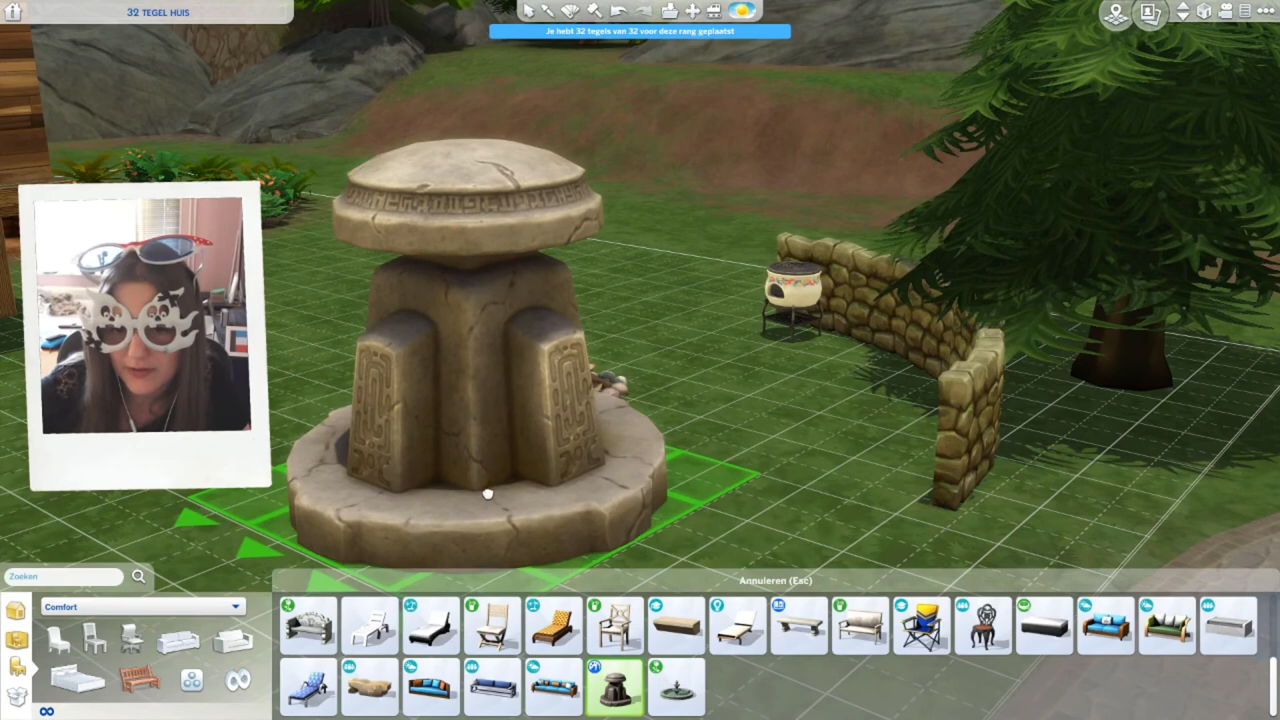 32 TEGEL HUIS
Je hebt 32 tegels van 32 voor deze rang geplaatst
Annuleren (Esc)
Zoeken
Comfort